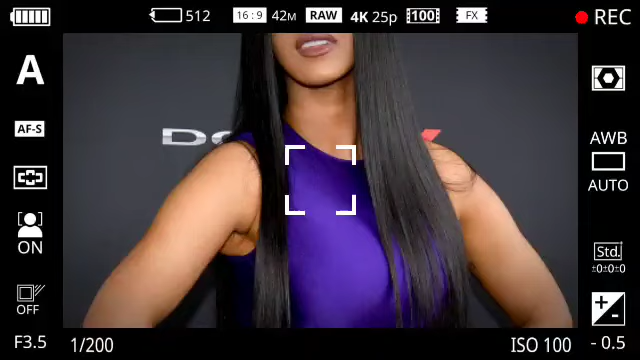 512 16:9 42M RAW 4K 25p 100 FX REC
A
AF-S
AWB
AUTO
ON
Std.
±0±0±0
OFF
F3.5 1/200 ISO 100 - 0.5